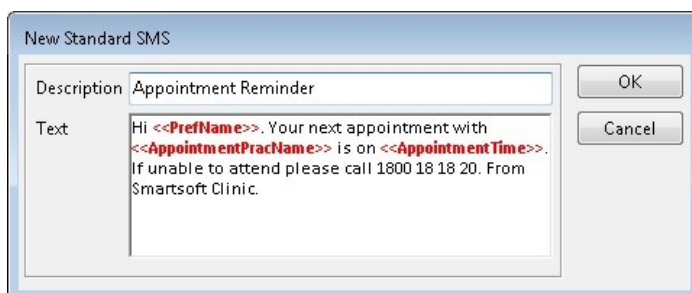 New Standard SMS
Description Appointment Reminder
OK
Text
Hi <<PrefName>>. Your next appointment with
<<AppointmentPracName>> is on <<AppointmentTime>>.
If unable to attend please call 1800 18 18 20. From
Smartsoft Clinic.
Cancel